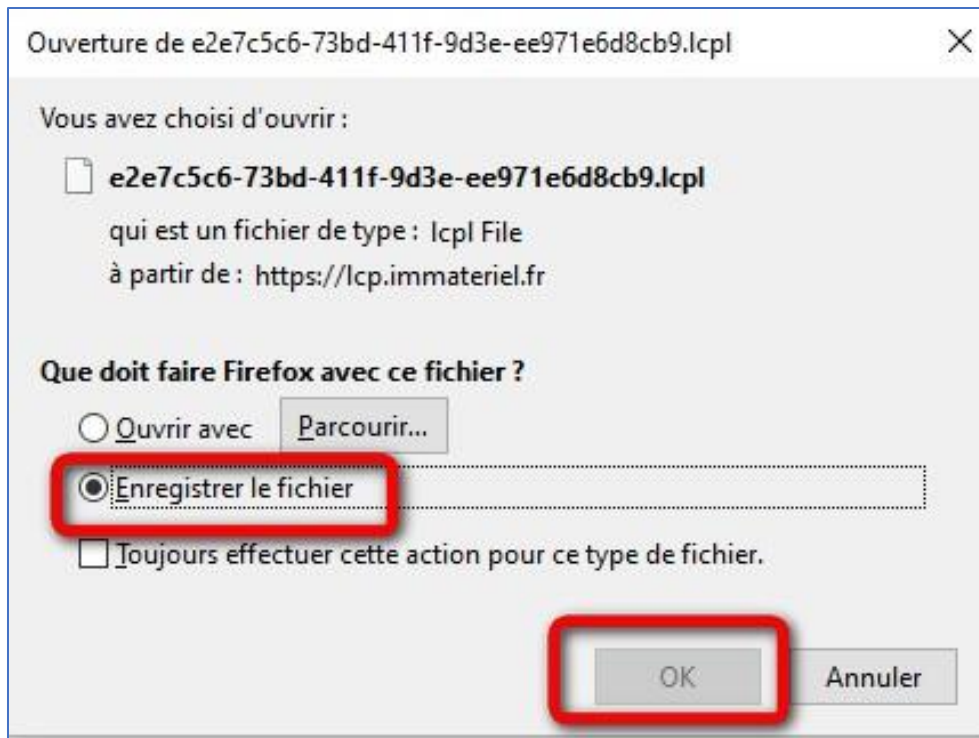 Ouverture de e2e7c5c6-73bd-411f-9d3e-ee971e6d8cb9.lcpl
Vous avez choisi d'ouvrir :
e2e7c5c6-73bd-411f-9d3e-ee971e6d8cb9.lcpl
qui est un fichier de type : lcpl File
à partir de : https://lcp.immateriel.fr
Que doit faire Firefox avec ce fichier ?
Ouvrir avec Parcourir...
Enregistrer le fichier
Toujours effectuer cette action pour ce type de fichier.
OK Annuler